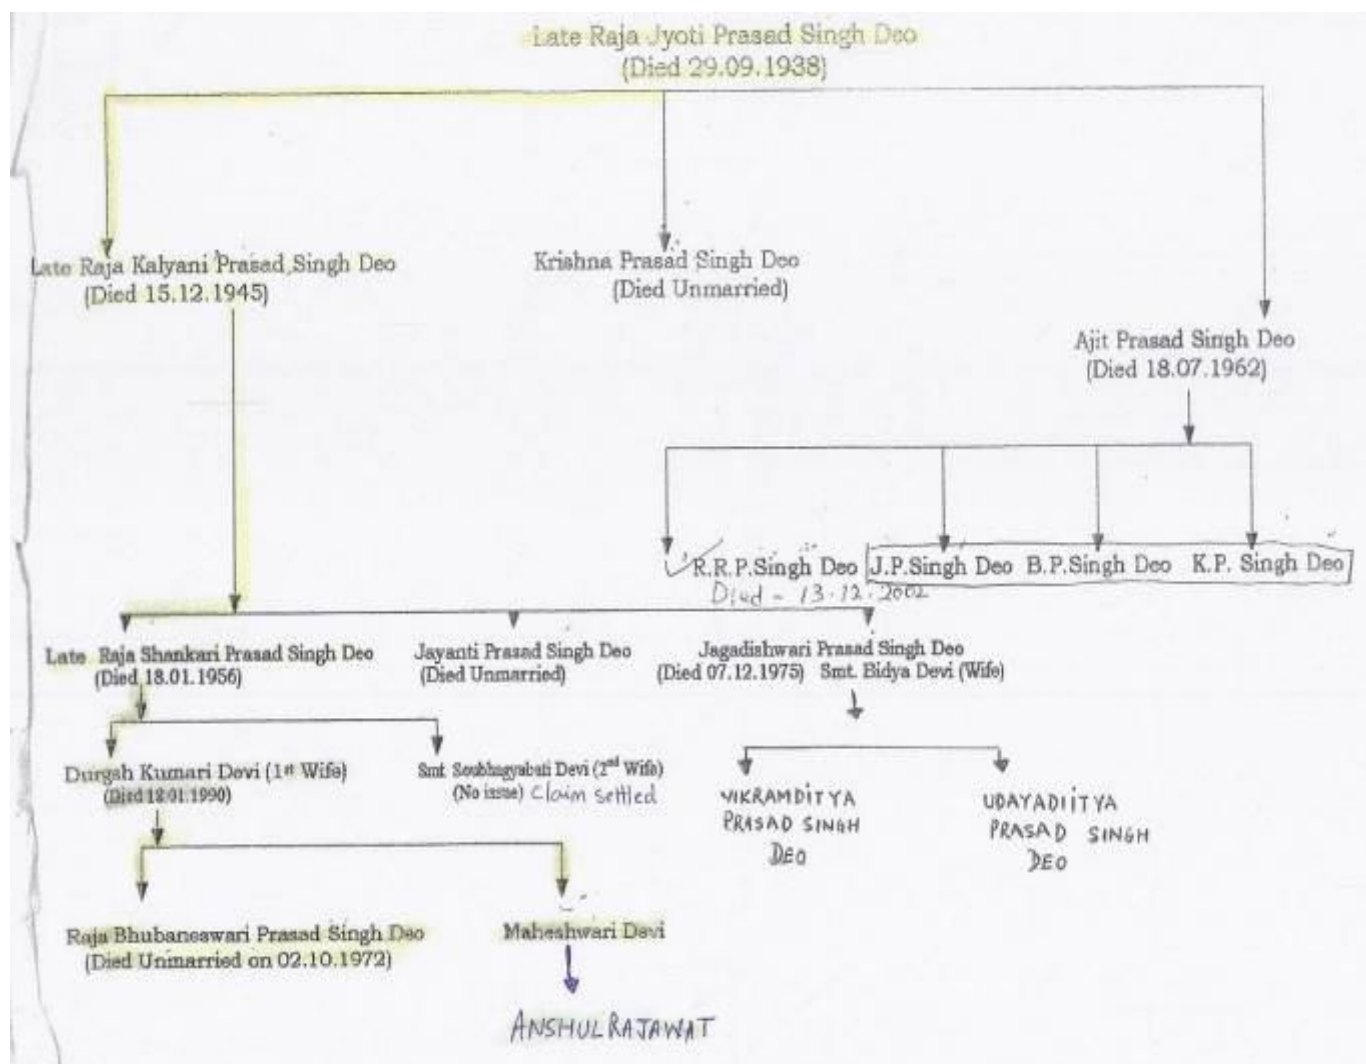 Late Raja Jyoti Prasad Singh Deo
(Died 29.09.1938)
Late Raja Kalyani Prasad Singh Deo
(Died 15.12.1945)
Krishna Prasad Singh Deo
(Died Unmarried)
Ajit Prasad Singh Deo
(Died 18.07.1962)
R.R.P.Singh Deo J.P.Singh Deo B.P.Singh Deo K.P. Singh Deo
Died - 13.12.2002
Late Raja Shankari Prasad Singh Deo
(Died 18.01.1956)
Jayanti Prasad Singh Deo
(Died Unmarried)
Jagadishwari Prasad Singh Deo
(Died 07.12.1975) Smt. Bidya Devi (Wife)
Durgah Kumari Devi (1st Wife)
(Died 18.01.1990)
Smt. Soubhagyabati Devi (2nd Wife)
(No issue) Claim settled
VIKRAMDITYA
PRASAD SINGH
DEO
UDAYADIITYA
PRASAD SINGH
DEO
Raja Bhubaneswari Prasad Singh Deo
(Died Unimarried on 02.10.1972)
Maheshwari Devi
ANSHUL RAJAWAT